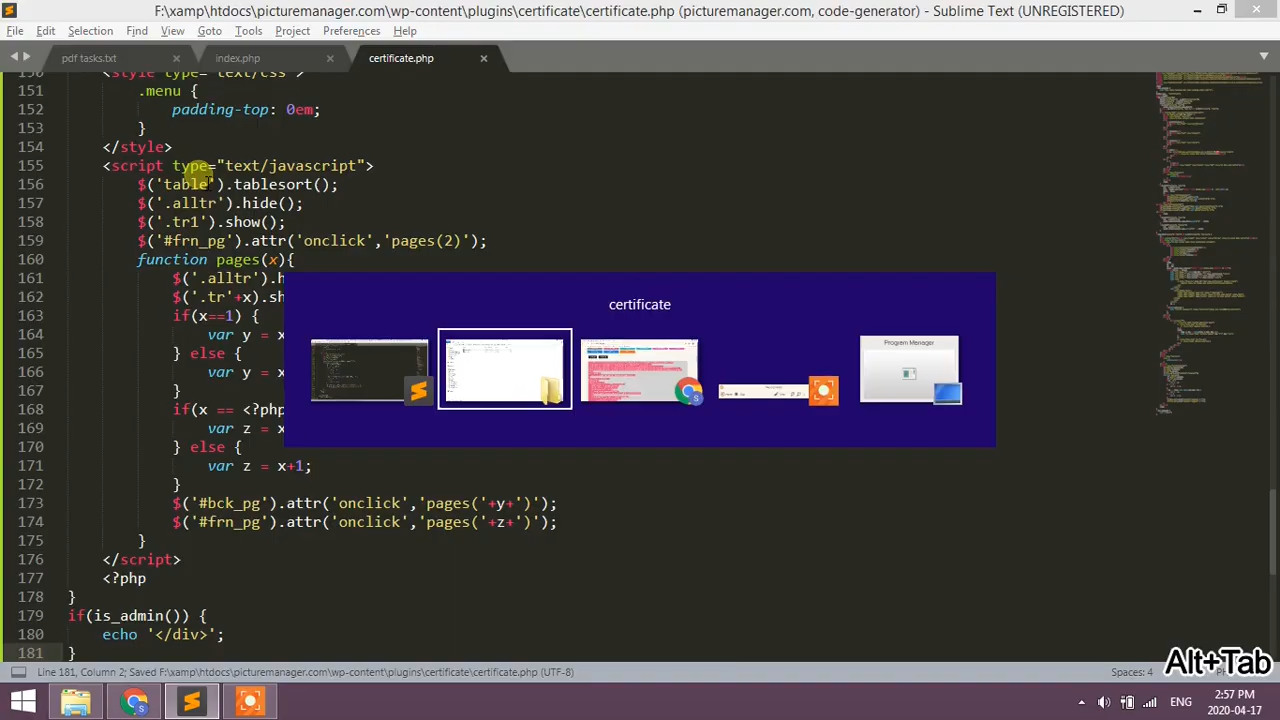 F:\xamp\htdocs\picturemanager.com\wp-content\plugins\certificate\certificate.php (picturemanager.com, code-generator) - Sublime Text (UNREGISTERED)
File Edit Selection Find View Goto Tools Project Preferences Help
pdf tasks.txt index.php certificate.php
150 <style type="text/css">
151 .menu {
152 padding-top: 0em;
153 }
154 </style>
155 <script type="text/javascript">
156 $('table').tablesort();
157 $('.alltr').hide();
158 $('.tr1').show();
159 $('#frn_pg').attr('onclick','pages(2)');
160 function pages(x){
161 $('.alltr').h
162 $('.tr'+x).sh
163 if(x==1) {
164 var y = x
165 } else {
166 var y = x
167 }
168 if(x == <?php
169 var z = x
170 } else {
171 var z = x+1;
172 }
173 $('#bck_pg').attr('onclick','pages('+y+')');
174 $('#frn_pg').attr('onclick','pages('+z+')');
175 }
176 </script>
177 <?php
178 }
179 if(is_admin()) {
180 echo '</div>';
181 }
certificate
Program Manager
Alt+Tab
Line 181, Column 2; Saved F:\xamp\htdocs\picturemanager.com\wp-content\plugins\certificate\certificate.php (UTF-8)
Spaces: 4
ENG
2:57 PM
2020-04-17